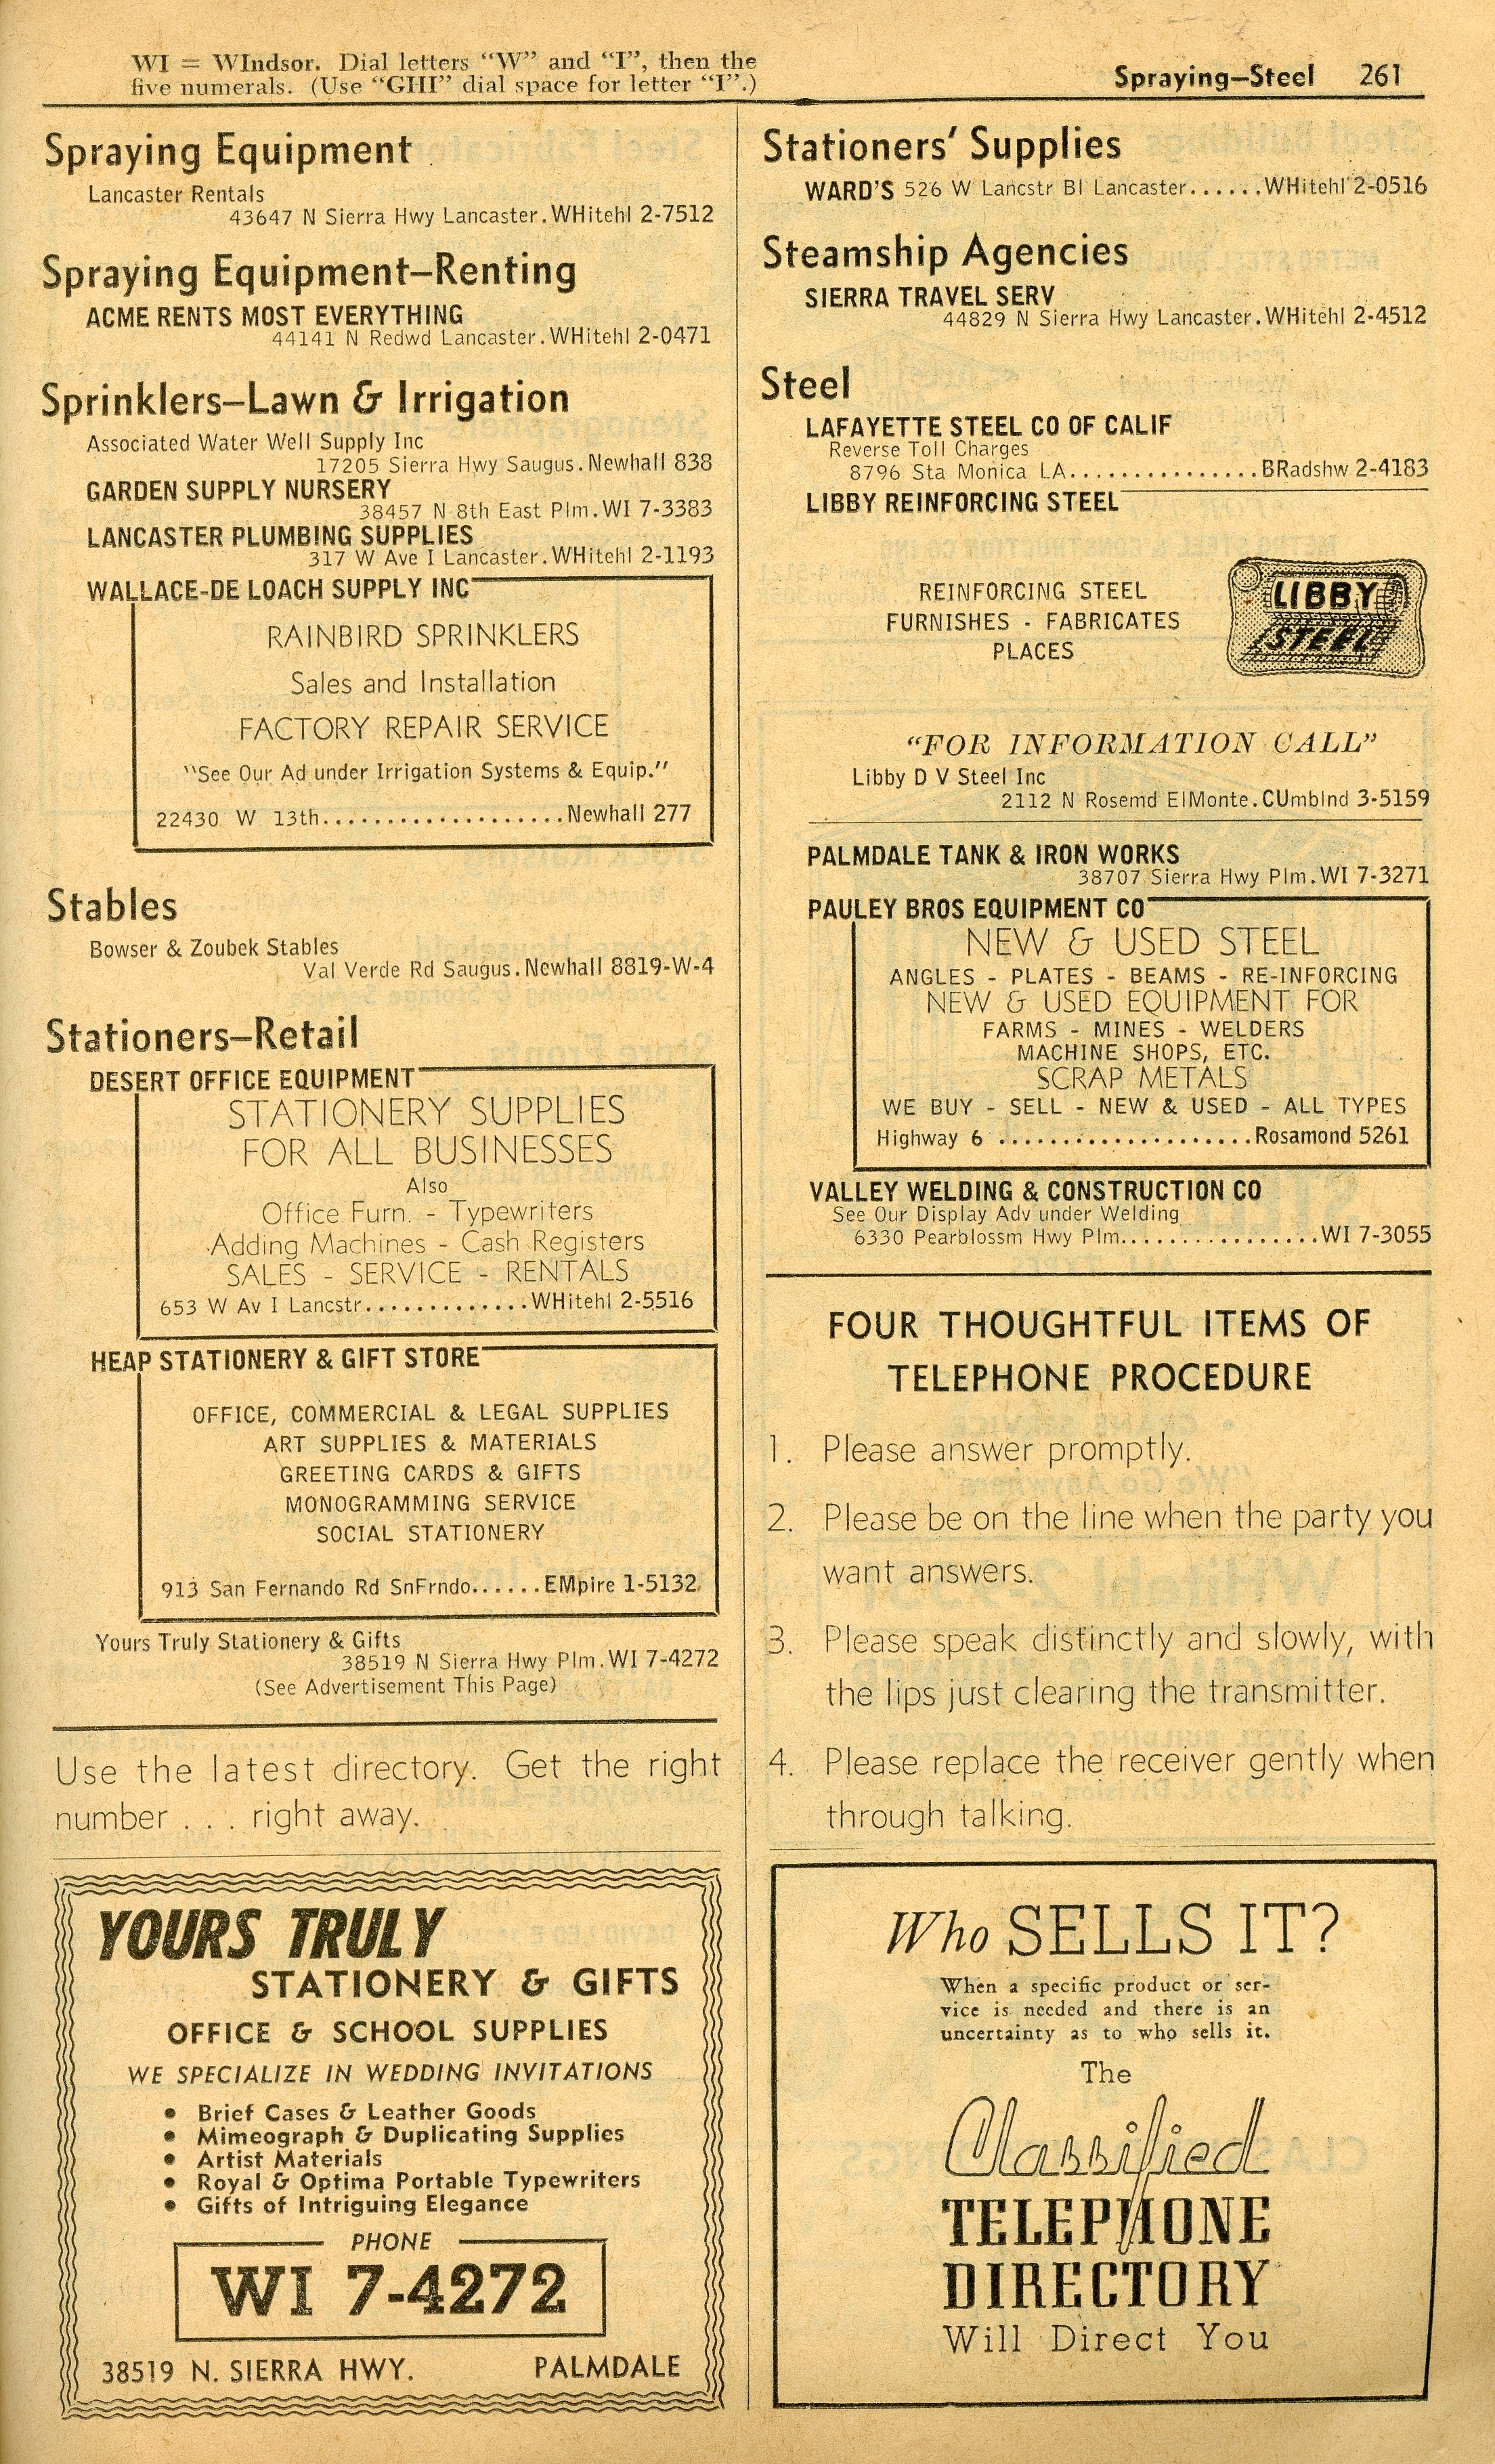 WI = WIndsor. Dial letters "W" and "I", then the
five numerals. (Use "GHI" dial space for letter "I".)
Spraying—Steel 261
Spraying Equipment
Lancaster Rentals
43647 N Sierra Hwy Lancaster.WHitehl 2-7512
Spraying Equipment—Renting
ACME RENTS MOST EVERYTHING
44141 N Redwd Lancaster.WHitehl 2-0471
Sprinklers—Lawn & Irrigation
Associated Water Well Supply Inc
17205 Sierra Hwy Saugus.Newhall 838
GARDEN SUPPLY NURSERY
38457 N 8th East Plm.WI 7-3383
LANCASTER PLUMBING SUPPLIES
317 W Ave I Lancaster.WHitehl 2-1193
WALLACE-DE LOACH SUPPLY INC
RAINBIRD SPRINKLERS
Sales and Installation
FACTORY REPAIR SERVICE
"See Our Ad under Irrigation Systems & Equip."
22430 W 13th...................Newhall 277
Stables
Bowser & Zoubek Stables
Val Verde Rd Saugus.Newhall 8819-W-4
Stationers—Retail
DESERT OFFICE EQUIPMENT
STATIONERY SUPPLIES
FOR ALL BUSINESSES
Also
Office Furn. - Typewriters
Adding Machines - Cash Registers
SALES - SERVICE - RENTALS
653 W Av I Lancstr.............WHitehl 2-5516
HEAP STATIONERY & GIFT STORE
OFFICE, COMMERCIAL & LEGAL SUPPLIES
ART SUPPLIES & MATERIALS
GREETING CARDS & GIFTS
MONOGRAMMING SERVICE
SOCIAL STATIONERY
913 San Fernando Rd SnFrndo......EMpire 1-5132
Yours Truly Stationery & Gifts
38519 N Sierra Hwy Plm.WI 7-4272
(See Advertisement This Page)
Use the latest directory. Get the right
number . . . right away.
YOURS TRULY
STATIONERY & GIFTS
OFFICE & SCHOOL SUPPLIES
WE SPECIALIZE IN WEDDING INVITATIONS
• Brief Cases & Leather Goods
• Mimeograph & Duplicating Supplies
• Artist Materials
• Royal & Optima Portable Typewriters
• Gifts of Intriguing Elegance
PHONE
WI 7-4272
38519 N. SIERRA HWY. PALMDALE
Stationers' Supplies
WARD'S 526 W Lancstr Bl Lancaster......WHitehl 2-0516
Steamship Agencies
SIERRA TRAVEL SERV
44829 N Sierra Hwy Lancaster.WHitehl 2-4512
Steel
LAFAYETTE STEEL CO OF CALIF
Reverse Toll Charges
8796 Sta Monica LA...............BRadshw 2-4183
LIBBY REINFORCING STEEL
REINFORCING STEEL
FURNISHES - FABRICATES
PLACES
LIBBY
STEEL
"FOR INFORMATION CALL"
Libby D V Steel Inc
2112 N Rosemd ElMonte.CUmblnd 3-5159
PALMDALE TANK & IRON WORKS
38707 Sierra Hwy Plm.WI 7-3271
PAULEY BROS EQUIPMENT CO
NEW & USED STEEL
ANGLES - PLATES - BEAMS - RE-INFORCING
NEW & USED EQUIPMENT FOR
FARMS - MINES - WELDERS
MACHINE SHOPS, ETC.
SCRAP METALS
WE BUY - SELL - NEW & USED - ALL TYPES
Highway 6 ....................Rosamond 5261
VALLEY WELDING & CONSTRUCTION CO
See Our Display Adv under Welding
6330 Pearblossm Hwy Plm................WI 7-3055
FOUR THOUGHTFUL ITEMS OF
TELEPHONE PROCEDURE
1. Please answer promptly.
2. Please be on the line when the party you
want answers.
3. Please speak distinctly and slowly, with
the lips just clearing the transmitter.
4. Please replace the receiver gently when
through talking.
Who SELLS IT?
When a specific product or ser-
vice is needed and there is an
uncertainty as to who sells it.
The
Classified
TELEPHONE
DIRECTORY
Will Direct You